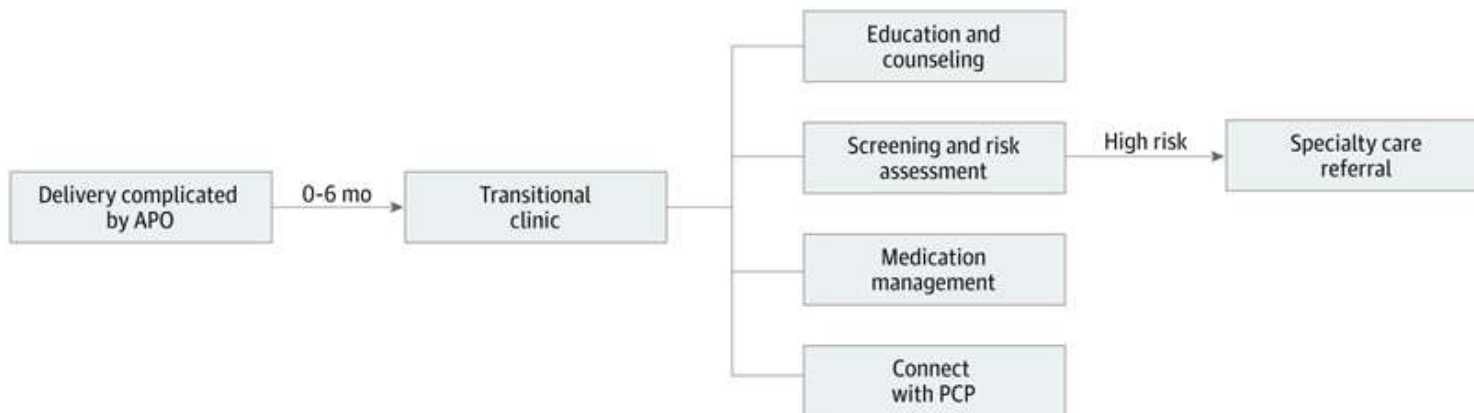 Delivery complicated
by APO
0-6 mo
Transitional
clinic
Education and
counseling
Screening and risk
assessment
High risk
Specialty care
referral
Medication
management
Connect
with PCP